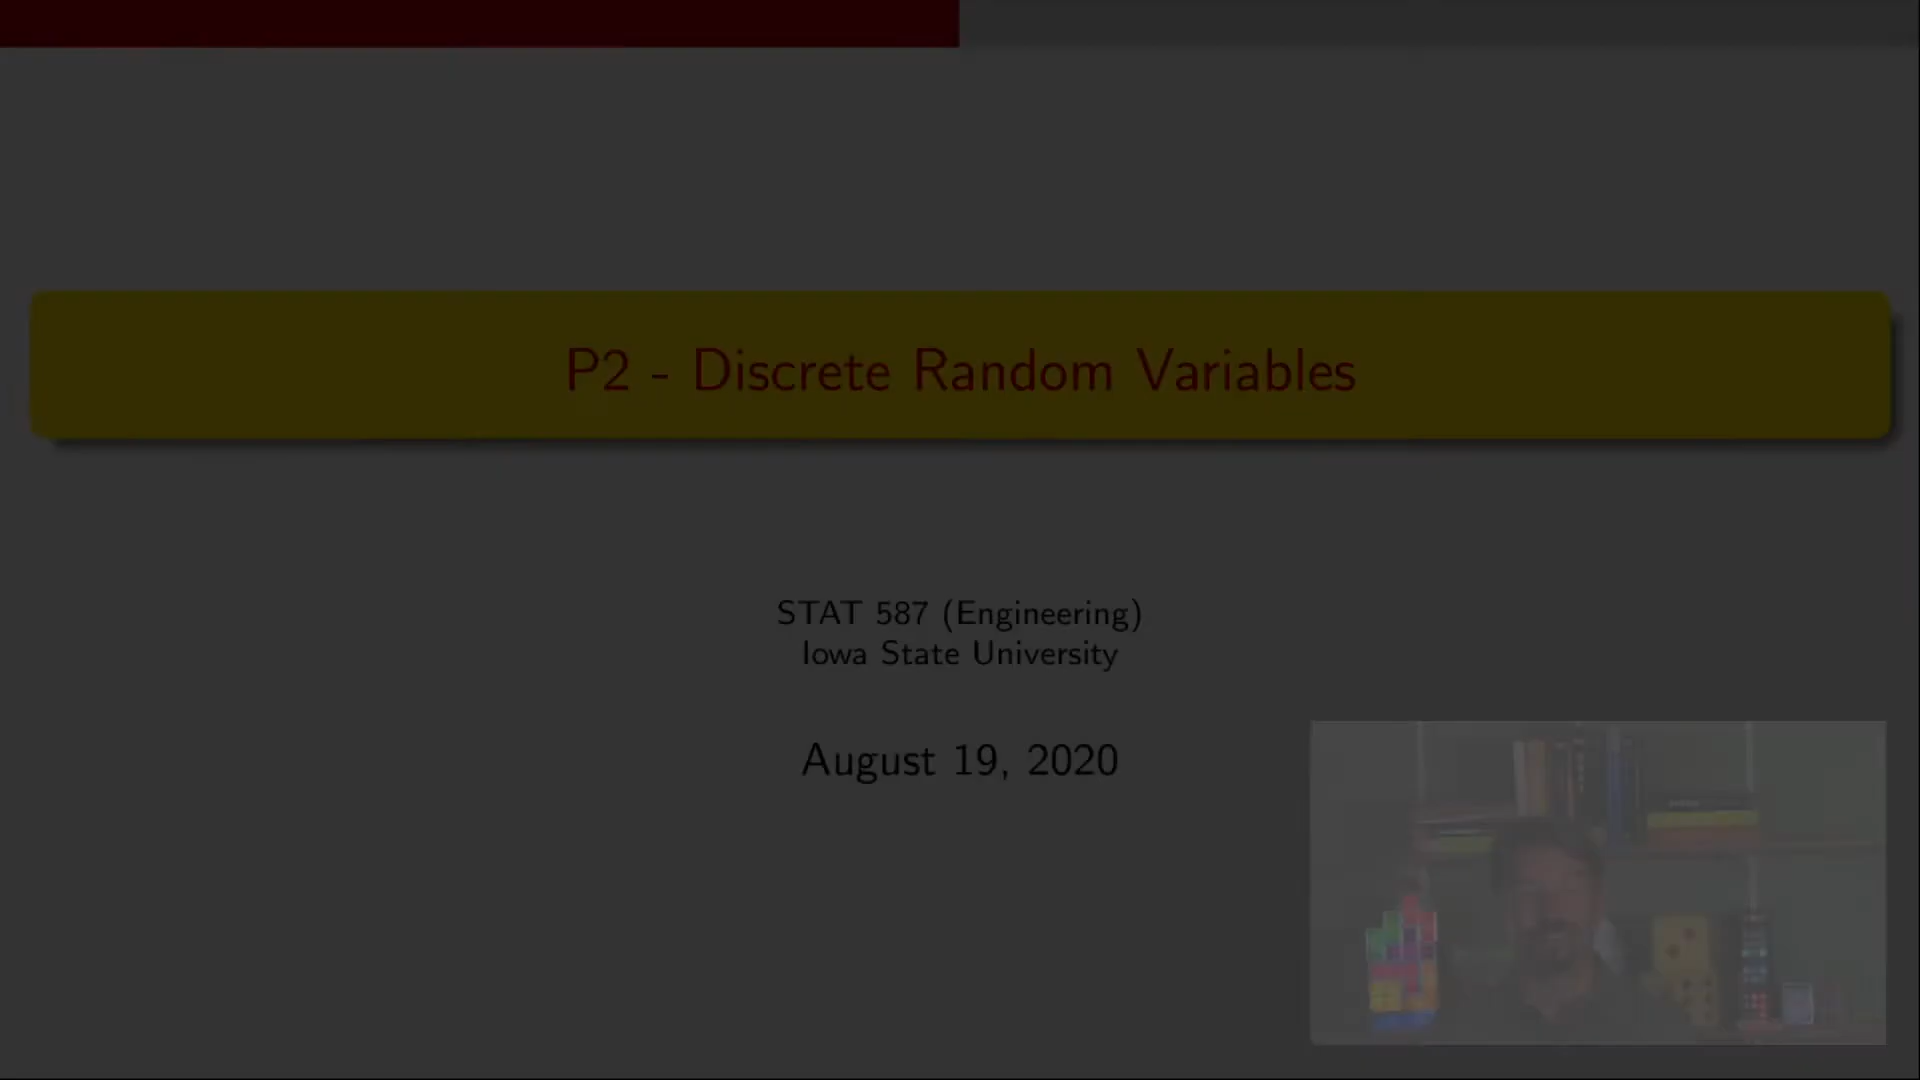 P2 - Discrete Random Variables
STAT 587 (Engineering)
Iowa State University
August 19, 2020